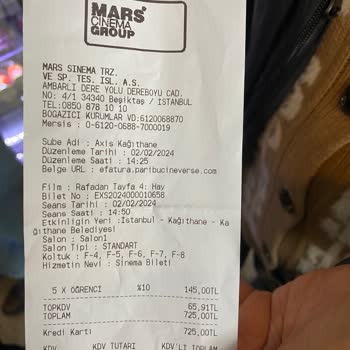 MARS
CINEMA
GROUP
MARS SINEMA TRZ.
VE SP. TES. ISL. A.S.
AMBARLI DERE YOLU DEREBOYU CAD.
NO: 4/1 34340 Beşiktaş / İSTANBUL
TEL:0850 878 10 10
BOGAZICI KURUMLAR VD:6120068870
Mersis : 0-6120-0688-7000019
Sube Adi : Axis Kağıthane
Düzenleme Tarihi : 02/02/2024
Düzenleme Saati : 14:25
Belge URL : efatura.paribucineverse.com
Film : Rafadan Tayfa 4: Hay
Bilet No : EXS2024000010658
Seans Tarihi : 02/02/2024
Seans Saati : 14:50
Etkinliğin Yeri :İstanbul - Kağıthane - Ka
ğıthane Belediyesi
Salon : Salon1
Salon Tipi : STANDART
Koltuk : F-4, F-5, F-6, F-7, F-8
Hizmetin Nevi : Sinema Bileti
5 X ÖĞRENCİ %10 145,00TL
TOPKDV 65,91TL
TOPLAM 725,00TL
Kredi Kartı 725,00TL
KDV KDV TUTARI KDV'Lİ TOPLAM